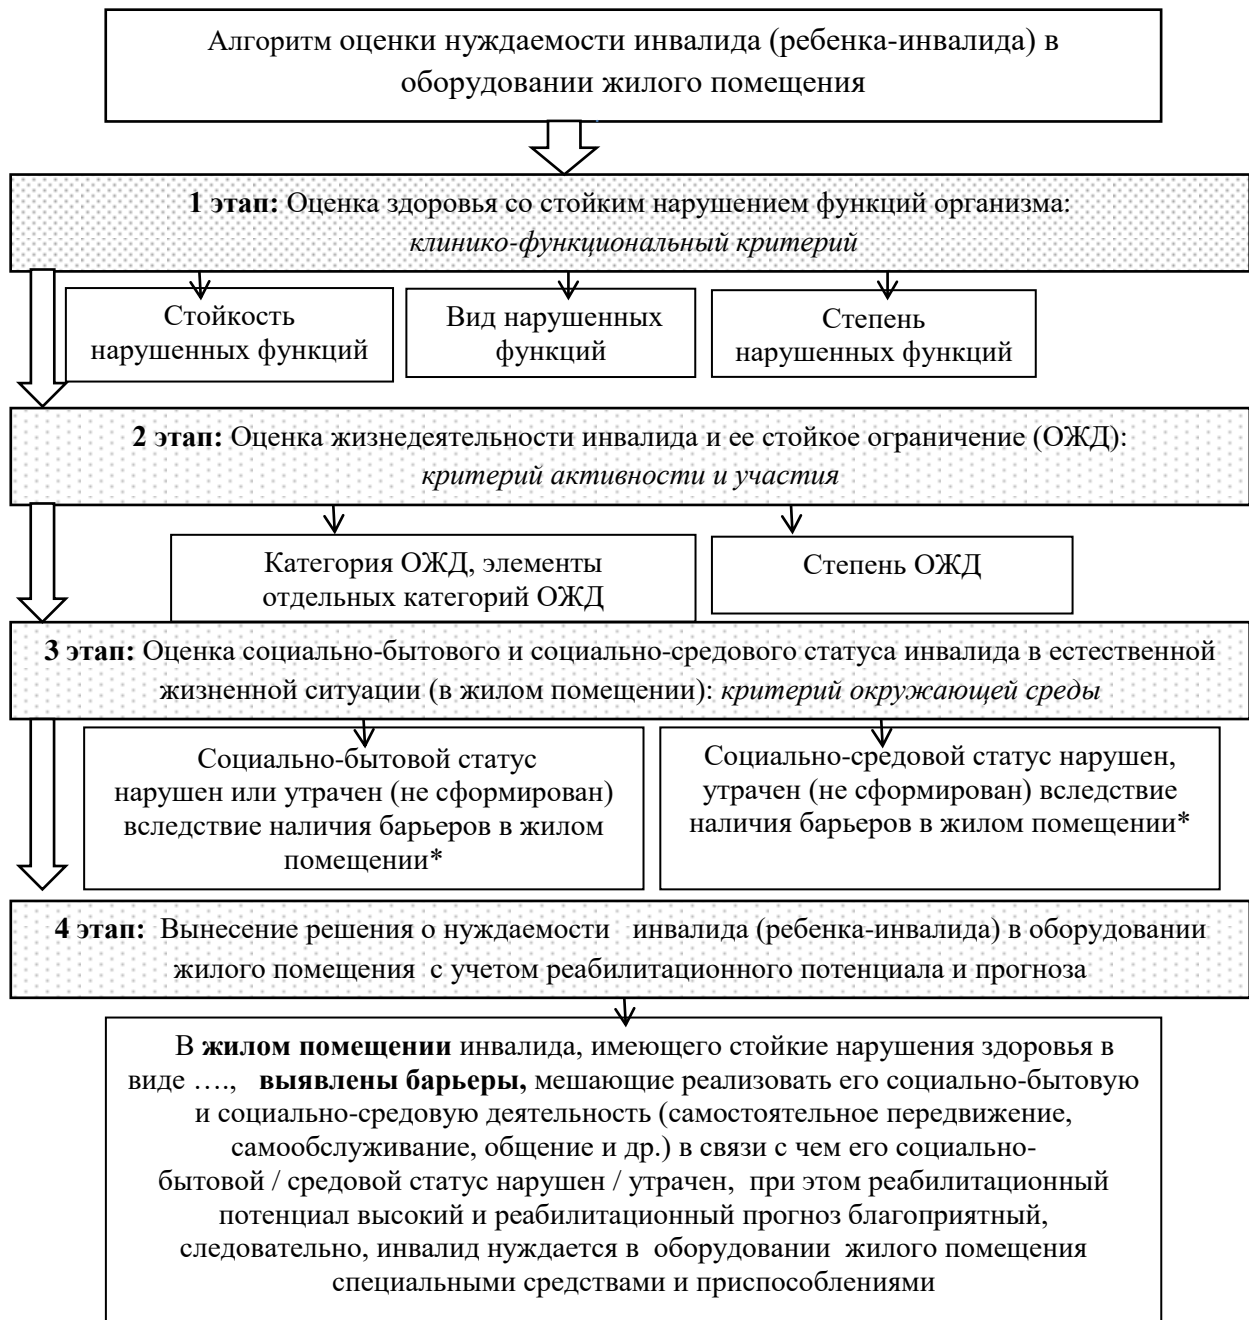 Алгоритм оценки нуждаемости инвалида (ребенка-инвалида) в
оборудовании жилого помещения
1 этап: Оценка здоровья со стойким нарушением функций организма:
клинико-функциональный критерий
Стойкость
нарушенных функций
Вид нарушенных
функций
Степень
нарушенных функций
2 этап: Оценка жизнедеятельности инвалида и ее стойкое ограничение (ОЖД):
критерий активности и участия
Категория ОЖД, элементы
отдельных категорий ОЖД
Степень ОЖД
3 этап: Оценка социально-бытового и социально-средового статуса инвалида в естественной
жизненной ситуации (в жилом помещении): критерий окружающей среды
Социально-бытовой статус
нарушен или утрачен (не сформирован)
вследствие наличия барьеров в жилом
помещении*
Социально-средовой статус нарушен,
утрачен (не сформирован) вследствие
наличия барьеров в жилом помещении*
4 этап: Вынесение решения о нуждаемости инвалида (ребенка-инвалида) в оборудовании
жилого помещения с учетом реабилитационного потенциала и прогноза
В жилом помещении инвалида, имеющего стойкие нарушения здоровья в
виде …., выявлены барьеры, мешающие реализовать его социально-бытовую
и социально-средовую деятельность (самостоятельное передвижение,
самообслуживание, общение и др.) в связи с чем его социально-
бытовой / средовой статус нарушен / утрачен, при этом реабилитационный
потенциал высокий и реабилитационный прогноз благоприятный,
следовательно, инвалид нуждается в оборудовании жилого помещения
специальными средствами и приспособлениями